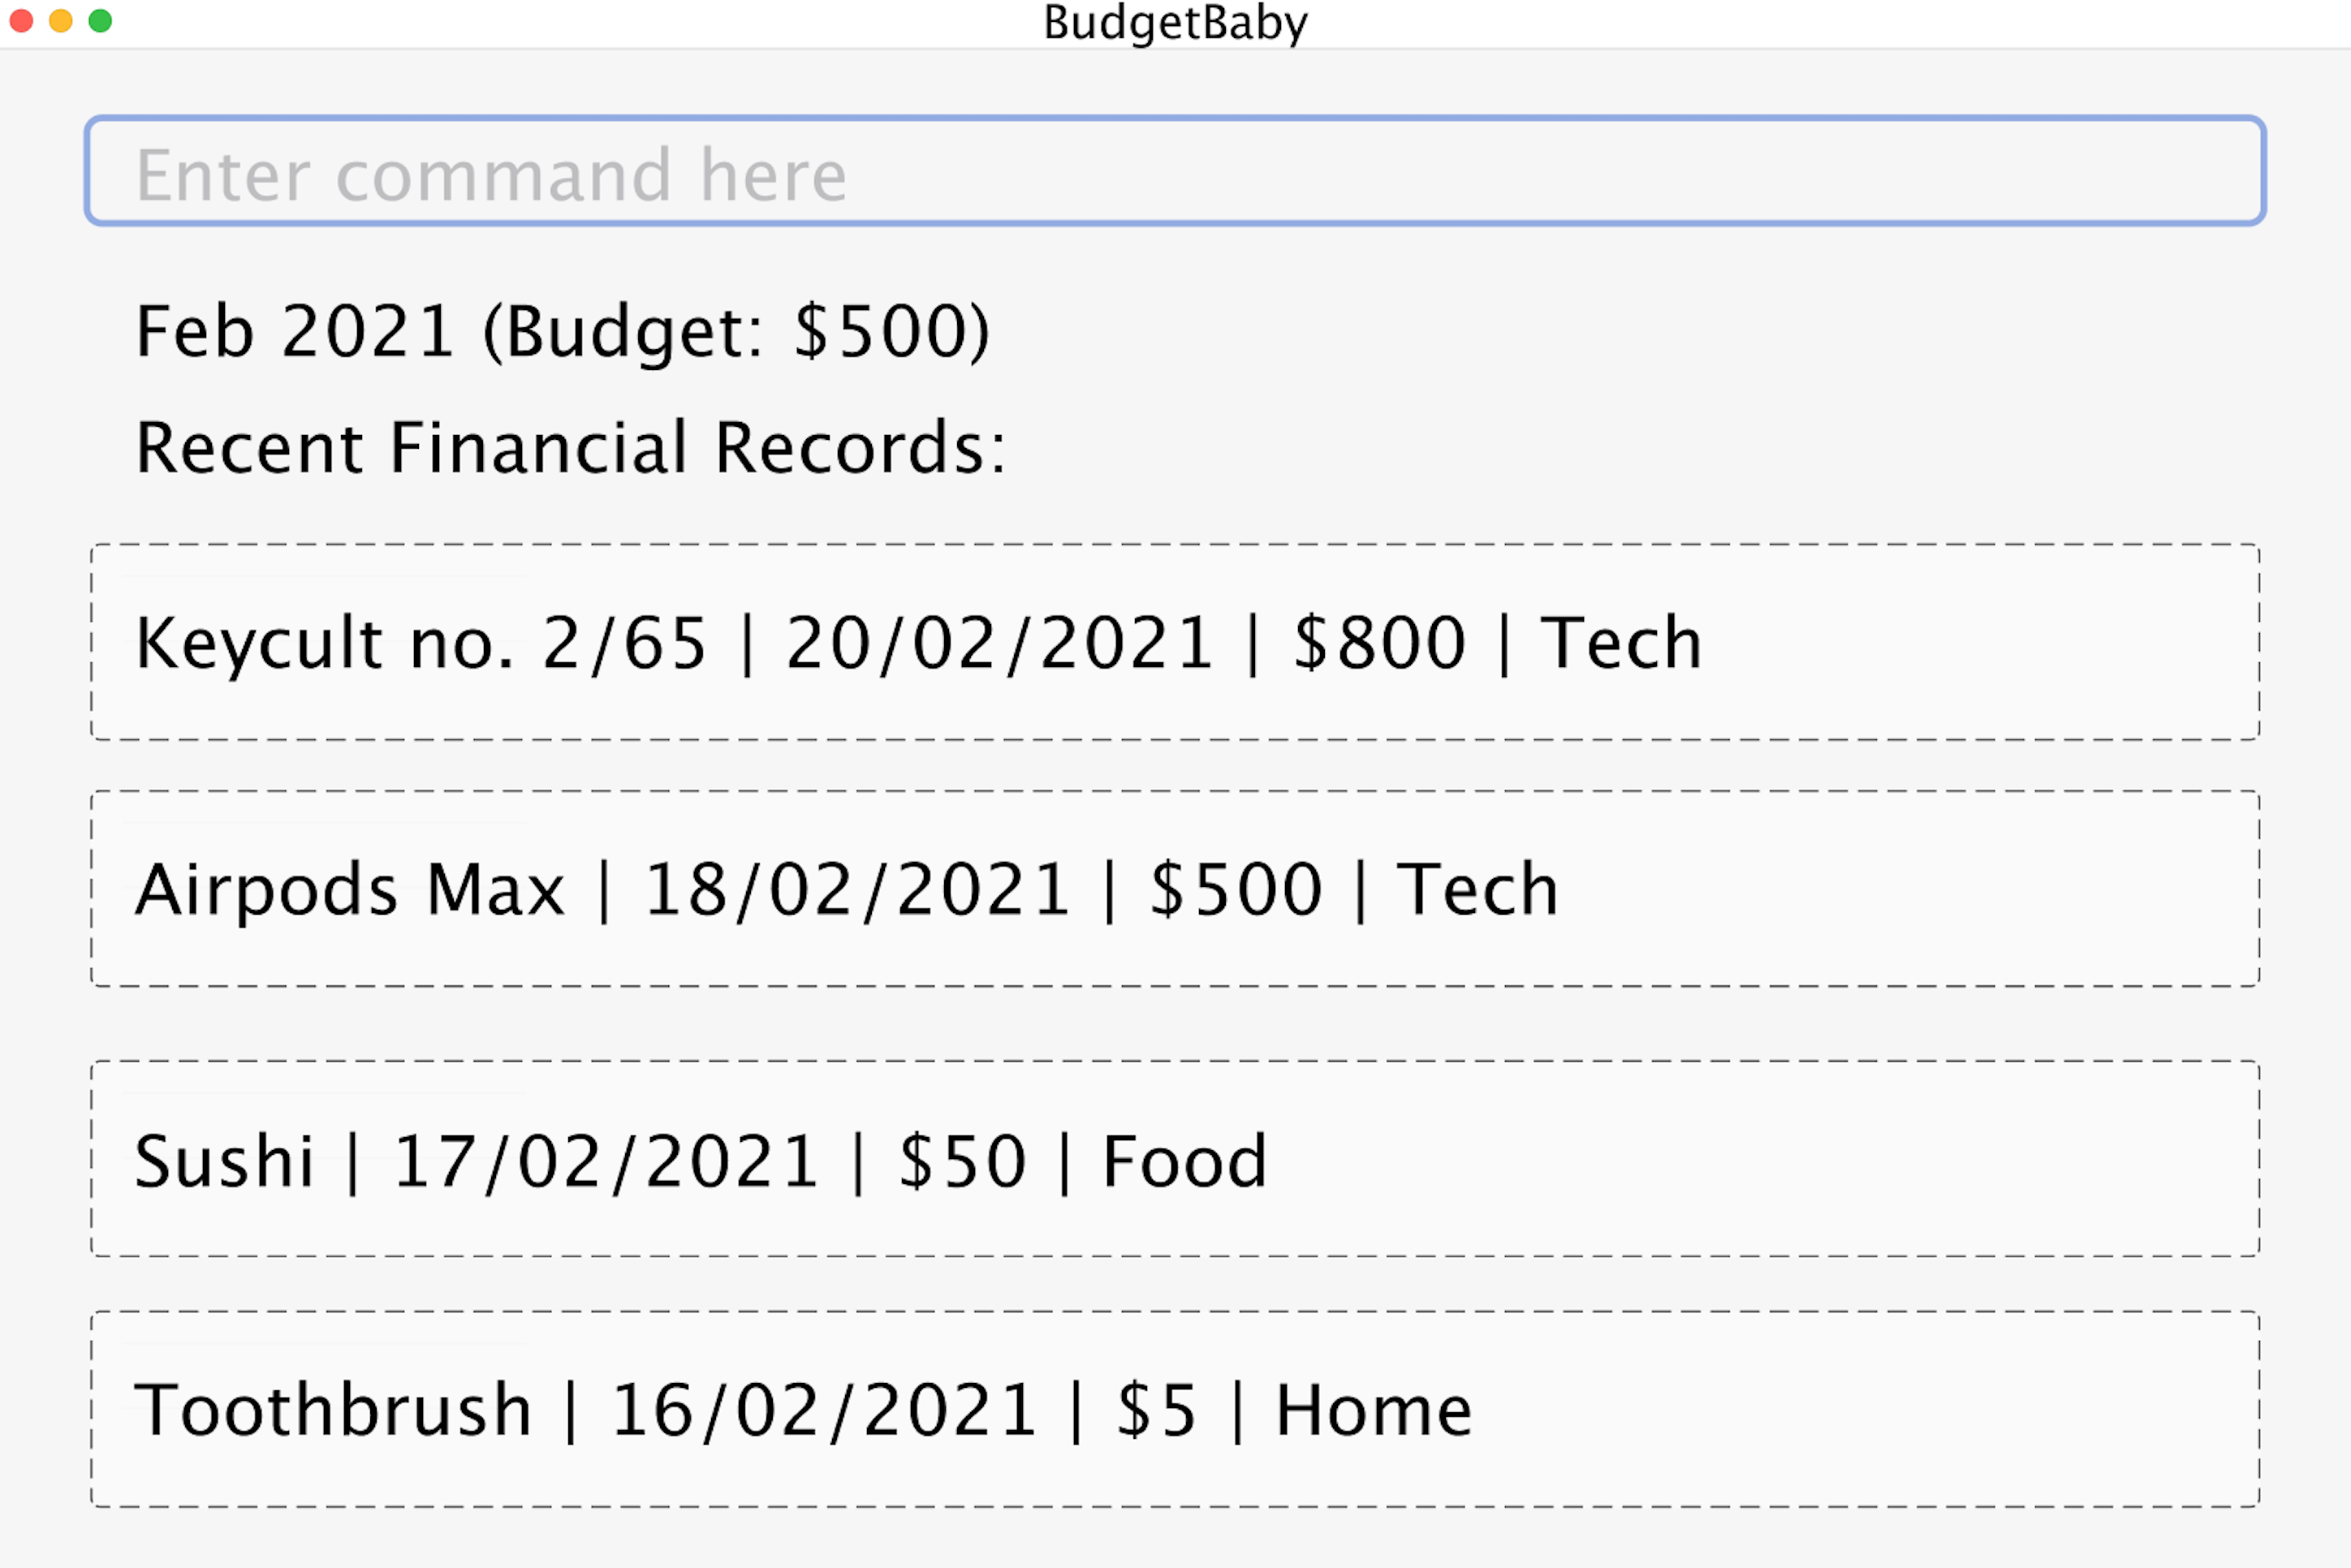 BudgetBaby
Enter command here
Feb 2021 (Budget: $500)
Recent Financial Records:
Keycult no. 2/65 | 20/02/2021 | $800 | Tech
Airpods Max | 18/02/2021 | $500 | Tech
Sushi | 17/02/2021 | $50 | Food
Toothbrush | 16/02/2021 | $5 | Home